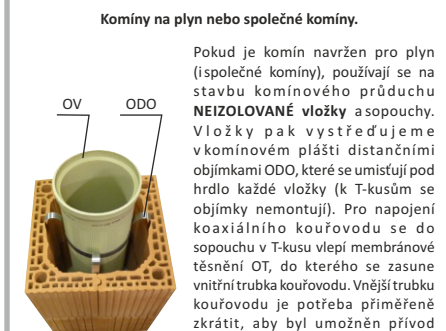 Komíny na plyn nebo společné komíny.
OV
ODO
Pokud je komín navržen pro plyn
(i společné komíny), používají se na
stavbu komínového průduchu
NEIZOLOVANÉ vložky a sopouchy.
Vložky pak vystřeďujeme
v komínovém plášti distančními
objímkami ODO, které se umisťují pod
hrdlo každé vložky (k T-kusům se
objímky nemontují). Pro napojení
koaxiálního kouřovodu se do
sopouchu v T-kusu vlepí membránové
těsnění OT, do kterého se zasune
vnitřní trubka kouřovodu. Vnější trubku
kouřovodu je potřeba přiměřeně
zkrátit, aby byl umožněn přívod